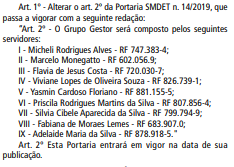 Art. 1º - Alterar o art. 2º da Portaria SMDET n. 14/2019, que
passa a vigorar com a seguinte redação:
"Art. 2º - O Grupo Gestor será composto pelos seguintes
servidores:
I - Micheli Rodrigues Alves - RF 747.383-4;
II - Marcelo Monegatto - RF 602.056.9;
III - Flavia de Jesus Costa - RF 720.030-7;
IV - Viviane Lopes de Oliveira Souza - RF 826.739-1;
V - Yasmin Cardoso Floriano - RF 881.155-5;
VI - Priscila Rodrigues Martins da Silva - RF 807.856-4;
VII - Silvia Cibele Aparecida da Silva - RF 799.794-9;
VIII - Fabiana de Moraes Lemes - RF 683.907.0;
IX - Adelaide Maria da Silva - RF 878.918-5."
Art. 2º Esta Portaria entrará em vigor na data de sua
publicação.